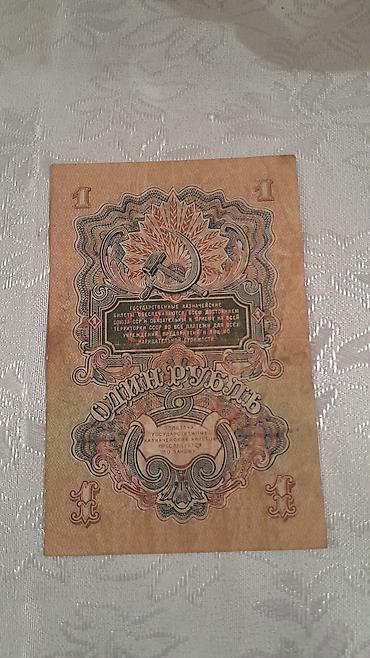 1 1
ГОСУДАРСТВЕННЫЕ КАЗНАЧЕЙСКИЕ
БИЛЕТЫ ОБЕСПЕЧИВАЮТСЯ ВСЕМ ДОСТОЯНИЕМ
СОЮЗА ССР И ОБЯЗАТЕЛЬНЫ К ПРИЕМУ НА ВСЕЙ
ТЕРРИТОРИИ СССР ВО ВСЕ ПЛАТЕЖИ ДЛЯ ВСЕХ
УЧРЕЖДЕНИЙ, ПРЕДПРИЯТИЙ И ЛИЦ ПО
НАРИЦАТЕЛЬНОЙ СТОИМОСТИ.
1 1
ОДИН РУБЛЬ
ПОДДЕЛКА
ГОСУДАРСТВЕННЫХ
КАЗНАЧЕЙСКИХ БИЛЕТОВ
ПРЕСЛЕДУЕТСЯ
ПО ЗАКОНУ
1 1